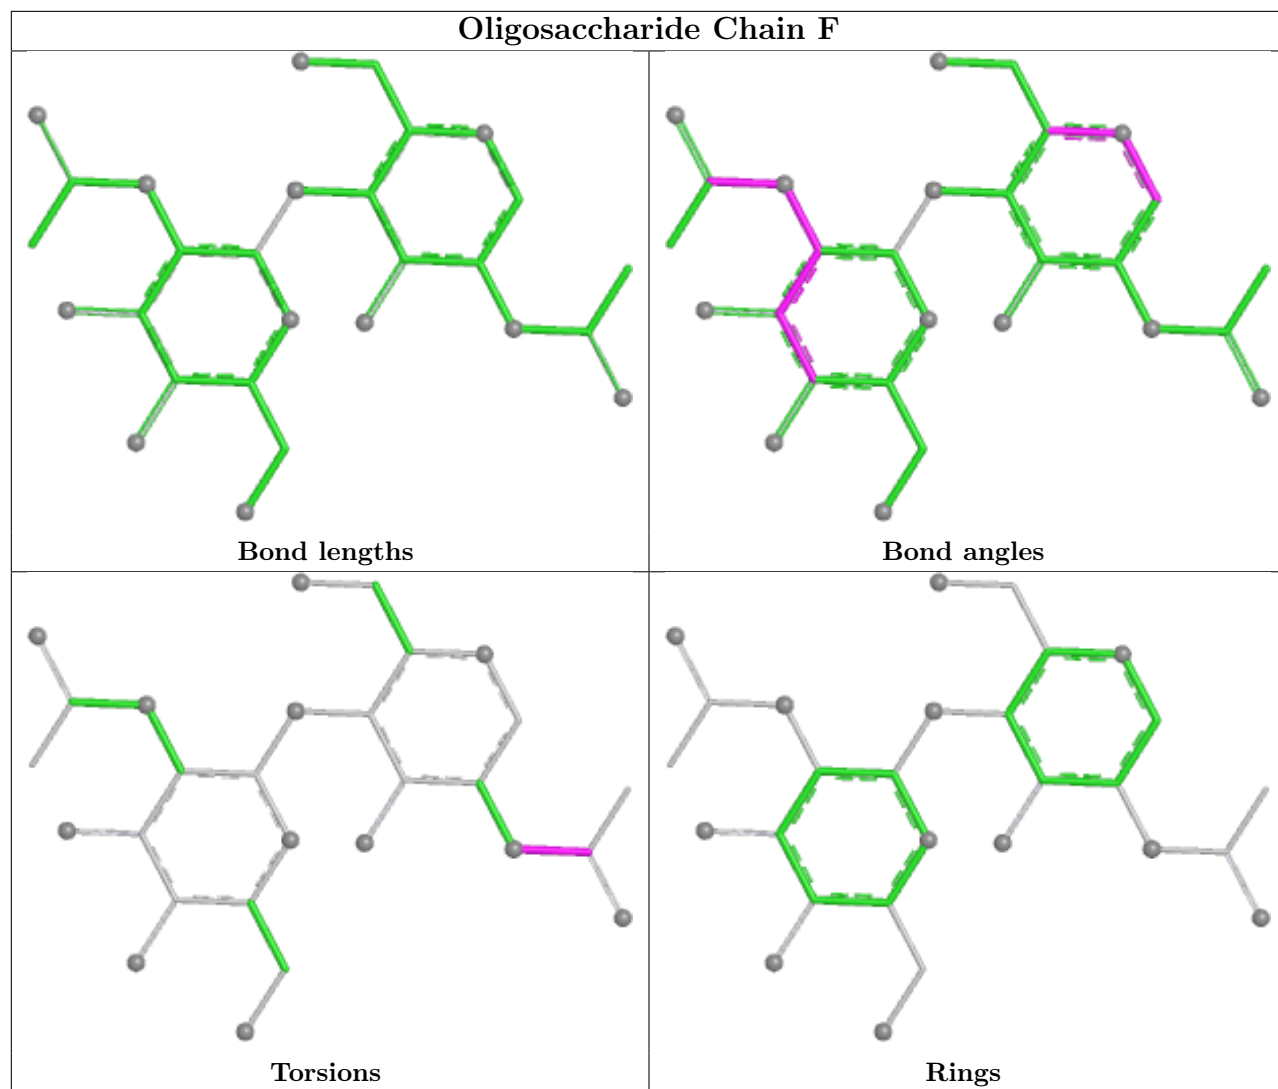 Oligosaccharide Chain F
Bond lengths
Bond angles
Torsions
Rings